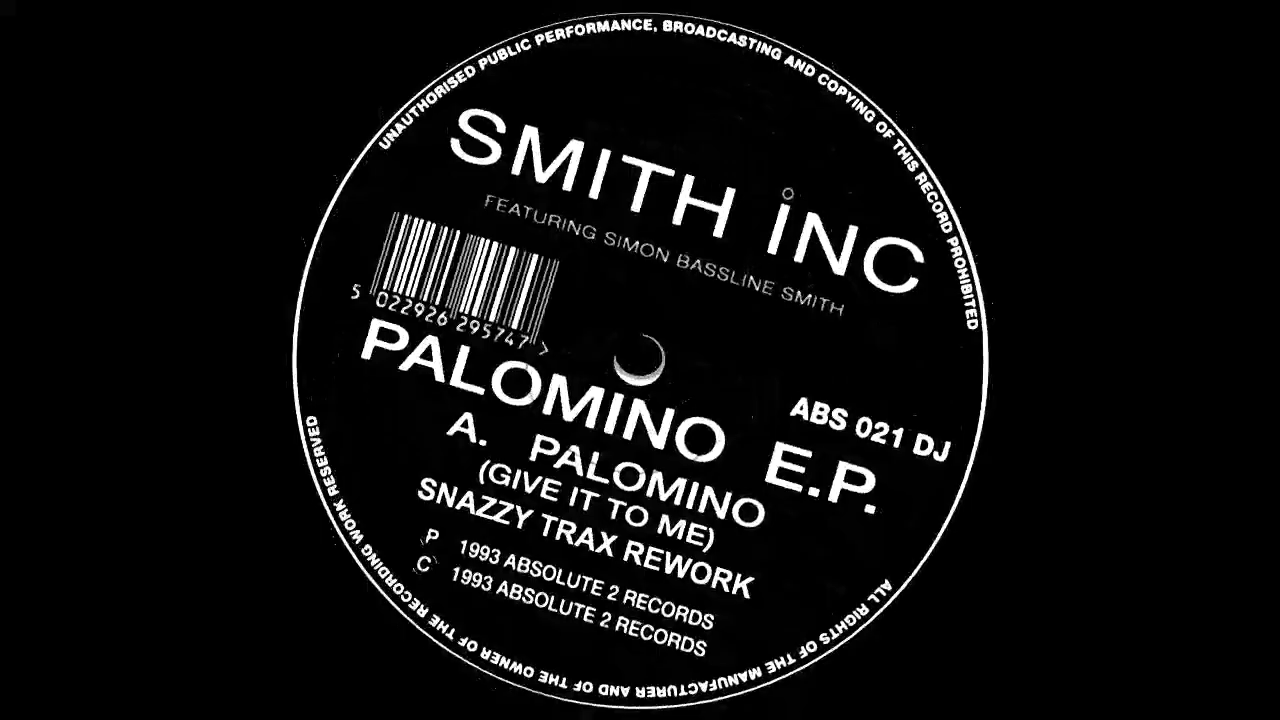 UNAUTHORISED PUBLIC PERFORMANCE, BROADCASTING AND COPYING OF THIS RECORD PROHIBITED
SMITH iNC
FEATURING SIMON BASSLINE SMITH
5 022926 295747 >
PALOMINO E.P.
ABS 021 DJ
A. PALOMINO
(GIVE IT TO ME)
SNAZZY TRAX REWORK
P 1993 ABSOLUTE 2 RECORDS
C 1993 ABSOLUTE 2 RECORDS
ALL RIGHTS OF THE MANUFACTURER AND OF THE OWNER OF THE RECORDING WORK RESERVED